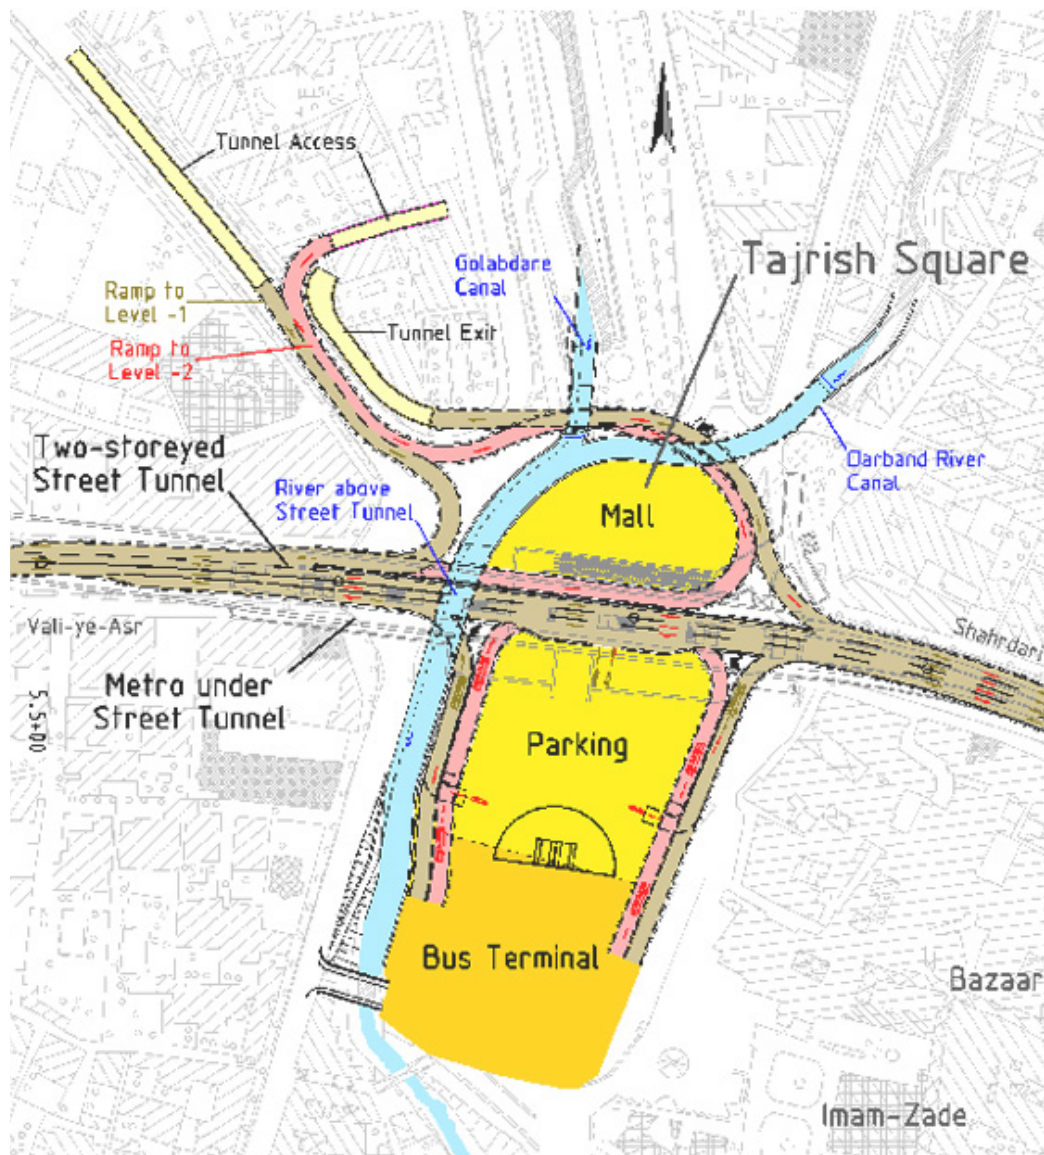 Tunnel Access
Tajrish Square
Golabdare
Canal
Ramp to
Level -1
Tunnel Exit
Ramp to
Level -2
Two-storeyed
Street Tunnel
River above
Street Tunnel
Darband River
Canal
Mall
Vali-ye-Asr
Shahrdari
Metro under
Street Tunnel
5.5+00
Parking
Bus Terminal
Bazaar
Imam-Zade